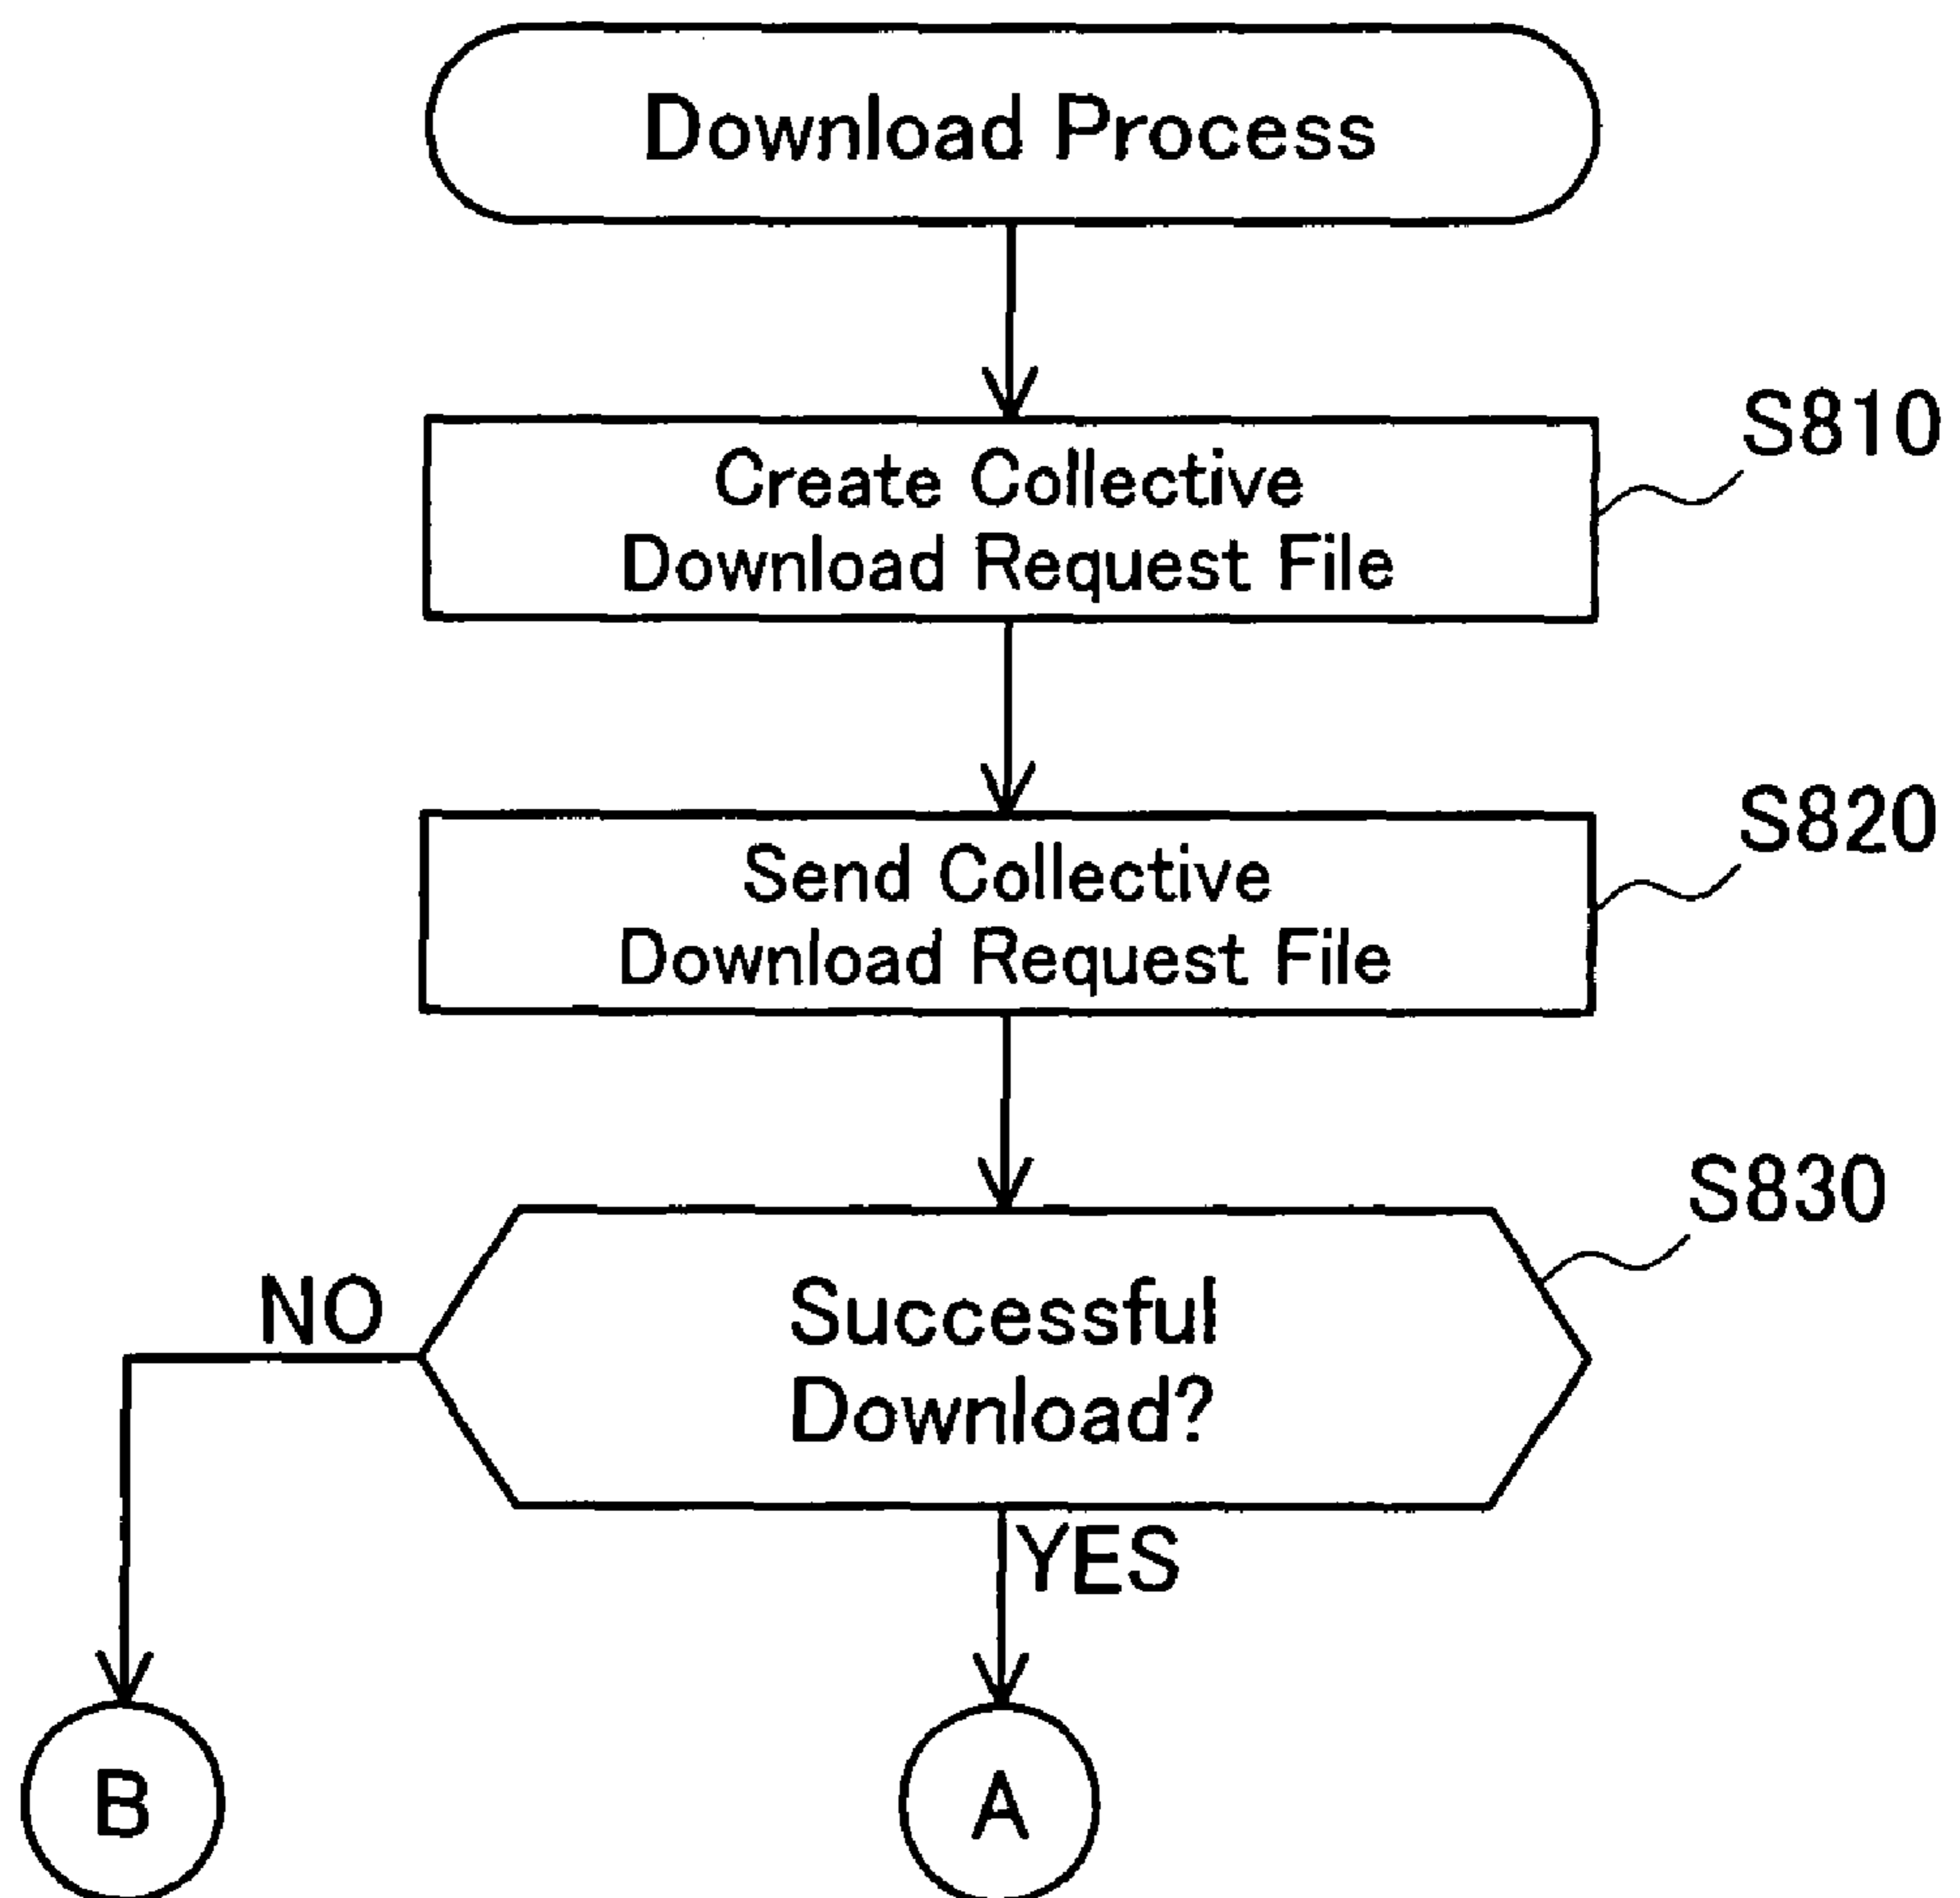 Download Process
S810
Create Collective
Download Request File
S820
Send Collective
Download Request File
S830
NO
Successful
Download?
YES
B
A